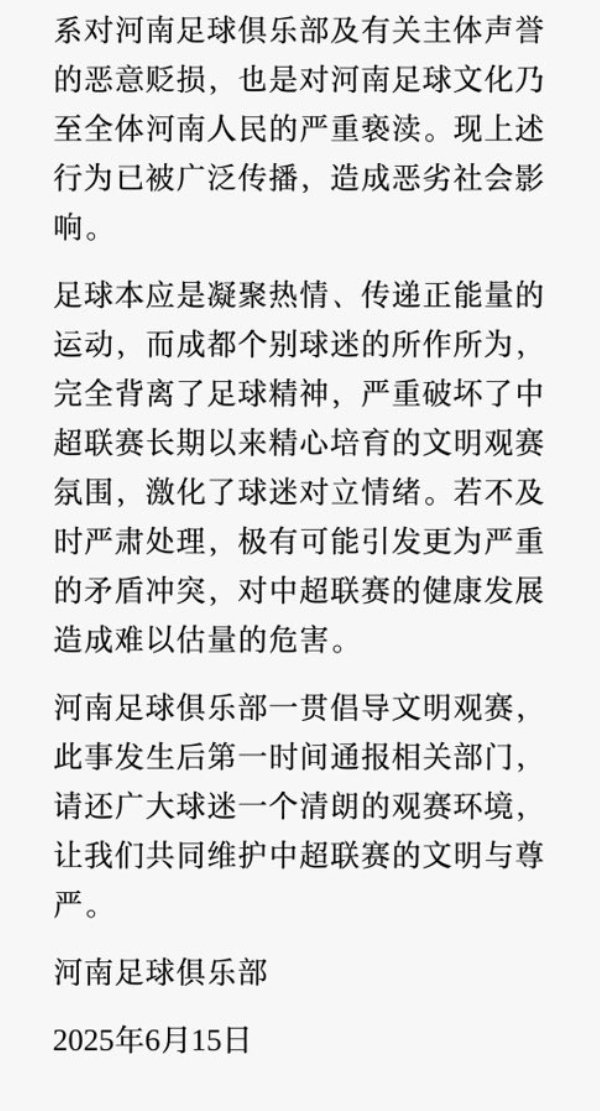 系对河南足球俱乐部及有关主体声誉
的恶意贬损，也是对河南足球文化乃
至全体河南人民的严重亵渎。现上述
行为已被广泛传播，造成恶劣社会影
响。
足球本应是凝聚热情、传递正能量的
运动，而成都个别球迷的所作所为，
完全背离了足球精神，严重破坏了中
超联赛长期以来精心培育的文明观赛
氛围，激化了球迷对立情绪。若不及
时严肃处理，极有可能引发更为严重
的矛盾冲突，对中超联赛的健康发展
造成难以估量的危害。
河南足球俱乐部一贯倡导文明观赛，
此事发生后第一时间通报相关部门，
请还广大球迷一个清朗的观赛环境，
让我们共同维护中超联赛的文明与尊
严。
河南足球俱乐部
2025年6月15日